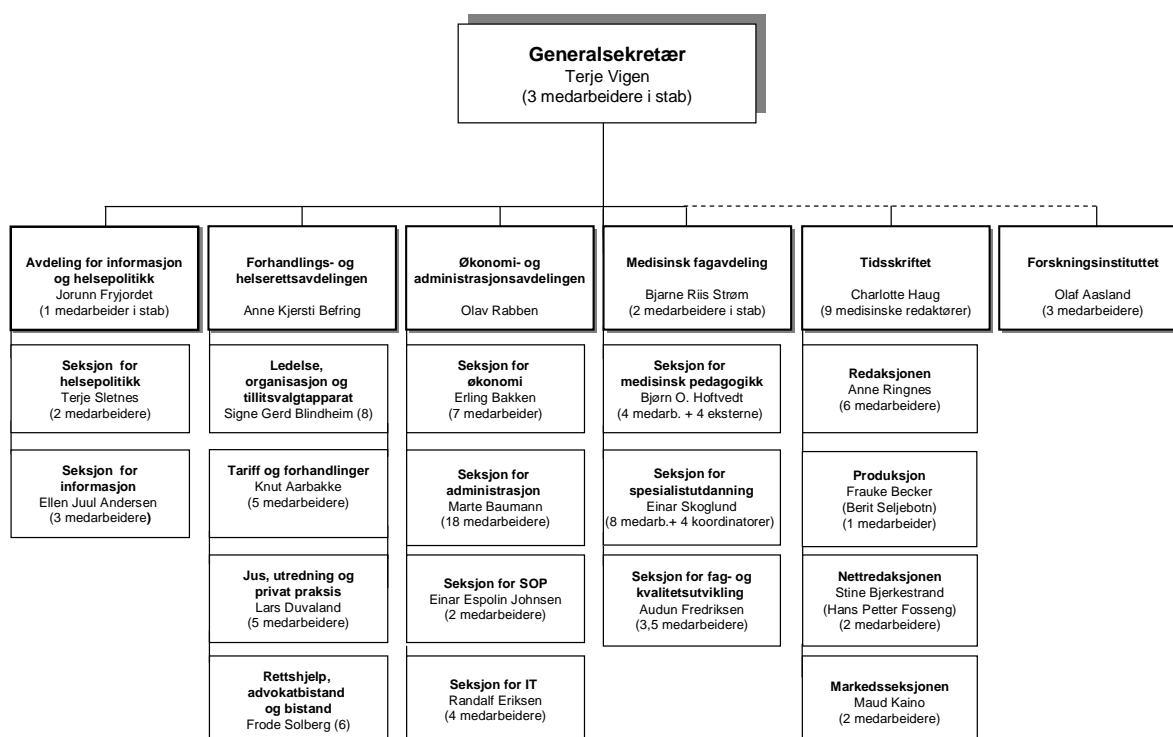 Generalsekretær
Terje Vigen
(3 medarbeidere i stab)
Avdeling for informasjon
og helsepolitikk
Jorunn Fryjordet
(1 medarbeider i stab)
Forhandlings- og
helserettsavdelingen
Anne Kjersti Befring
Økonomi- og
administrasjonsavdelingen
Olav Rabben
Medisinsk fagavdeling
Bjarne Riis Strøm
(2 medarbeidere i stab)
Tidsskriftet
Charlotte Haug
(9 medisinske redaktører)
Forskningsinstituttet
Olaf Aasland
(3 medarbeidere)
Seksjon for
helsepolitikk
Terje Sletnes
(2 medarbeidere)
Ledelse,
organisasjon og
tillitsvalgtapparat
Signe Gerd Blindheim (8)
Seksjon for
økonomi
Erling Bakken
(7 medarbeider)
Seksjon for
medisinsk pedagogikk
Bjørn O. Hoftvedt
(4 medarb. + 4 eksterne)
Redaksjonen
Anne Ringnes
(6 medarbeidere)
Seksjon for
informasjon
Ellen Juul Andersen
(3 medarbeidere)
Tariff og forhandlinger
Knut Aarbakke
(5 medarbeidere)
Seksjon for
administrasjon
Marte Baumann
(18 medarbeidere)
Seksjon for
spesialistutdanning
Einar Skoglund
(8 medarb.+ 4 koordinatorer)
Produksjon
Frauke Becker
(Berit Seljebotn)
(1 medarbeider)
Jus, utredning og
privat praksis
Lars Duvaland
(5 medarbeidere)
Seksjon for SOP
Einar Espolin Johnsen
(2 medarbeidere)
Seksjon for fag- og
kvalitetsutvikling
Audun Fredriksen
(3,5 medarbeidere)
Nettredaksjonen
Stine Bjerkestrand
(Hans Petter Fosseng)
(2 medarbeidere)
Rettshjelp,
advokatbistand
og bistand
Frode Solberg (6)
Seksjon for IT
Randalf Eriksen
(4 medarbeidere)
Markedsseksjonen
Maud Kaino
(2 medarbeidere)